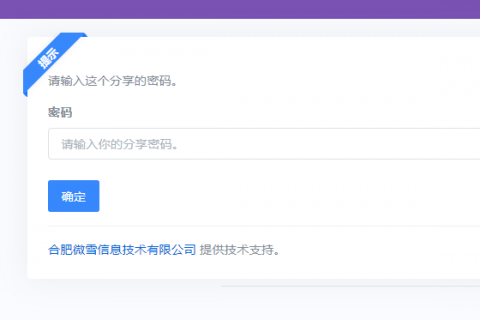 提示
请输入这个分享的密码。
密码
请输入你的分享密码。
确定
合肥微雪信息技术有限公司 提供技术支持。